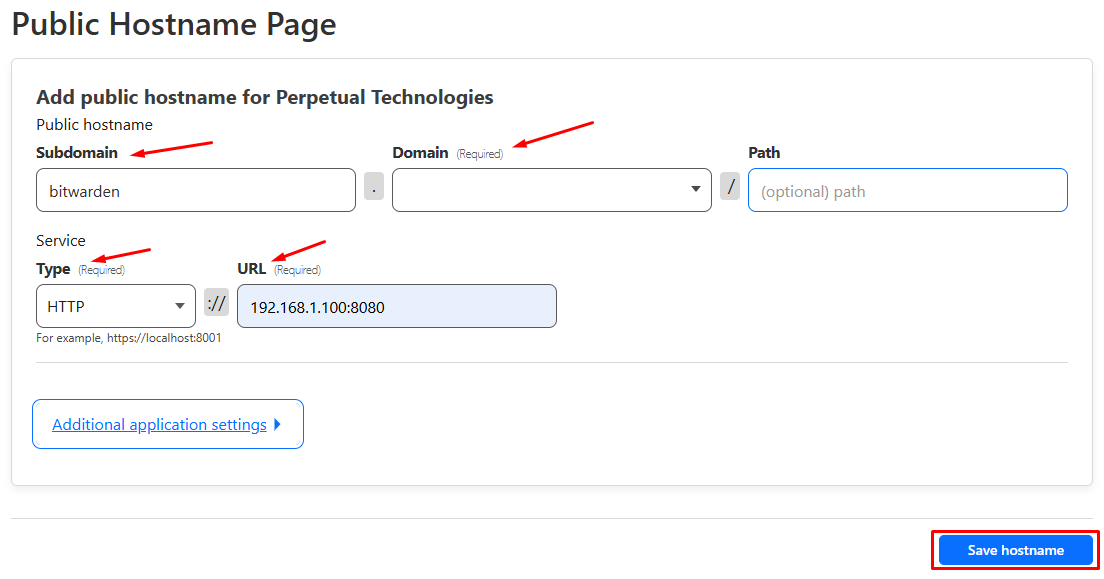 Public Hostname Page
Add public hostname for Perpetual Technologies
Public hostname
Subdomain Domain (Required) Path
bitwarden . / (optional) path
Service
Type (Required) URL (Required)
HTTP :// 192.168.1.100:8080
For example, https://localhost:8001
Additional application settings
Save hostname